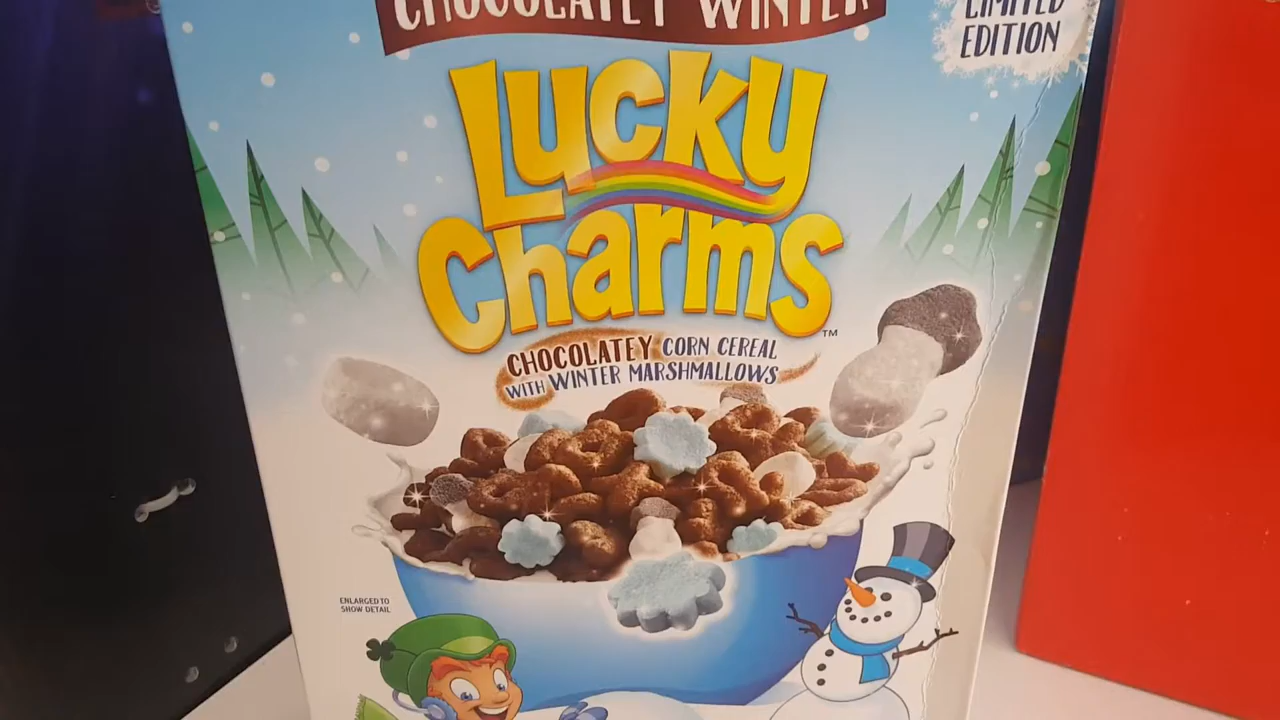 CHOCOLATEY WINTER
LIMITED
EDITION
Lucky
Charms
TM
CHOCOLATEY CORN CEREAL
WITH WINTER MARSHMALLOWS
ENLARGED TO
SHOW DETAIL